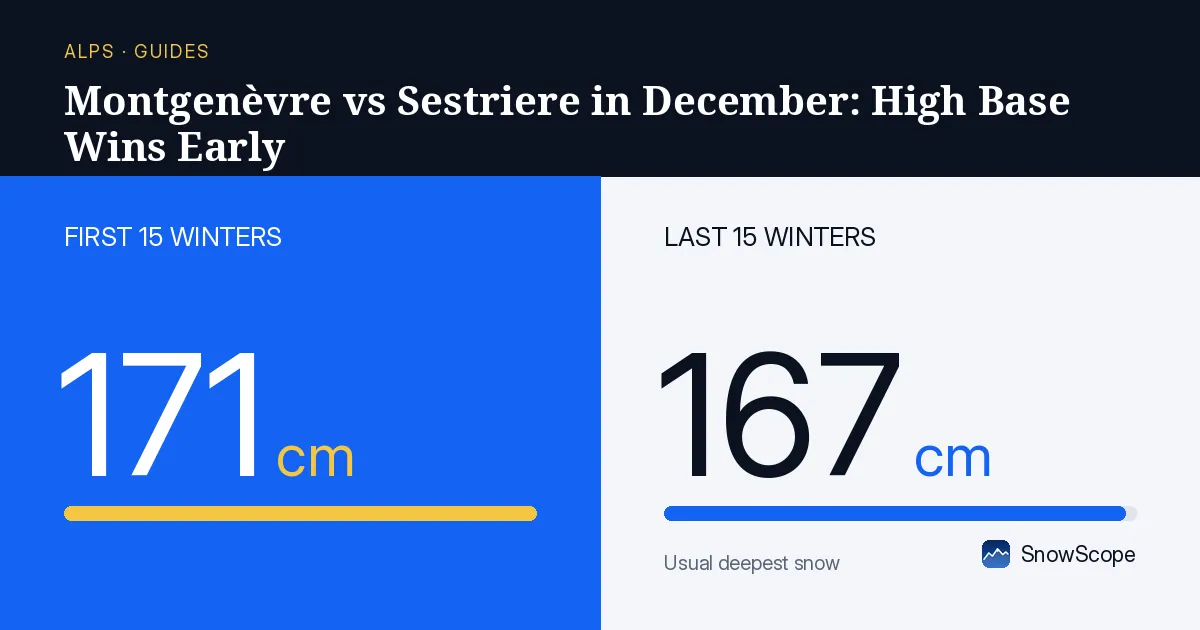 ALPS · GUIDES
Montgenèvre vs Sestriere in December: High Base
Wins Early
FIRST 15 WINTERS
171 cm
LAST 15 WINTERS
167 cm
Usual deepest snow
SnowScope